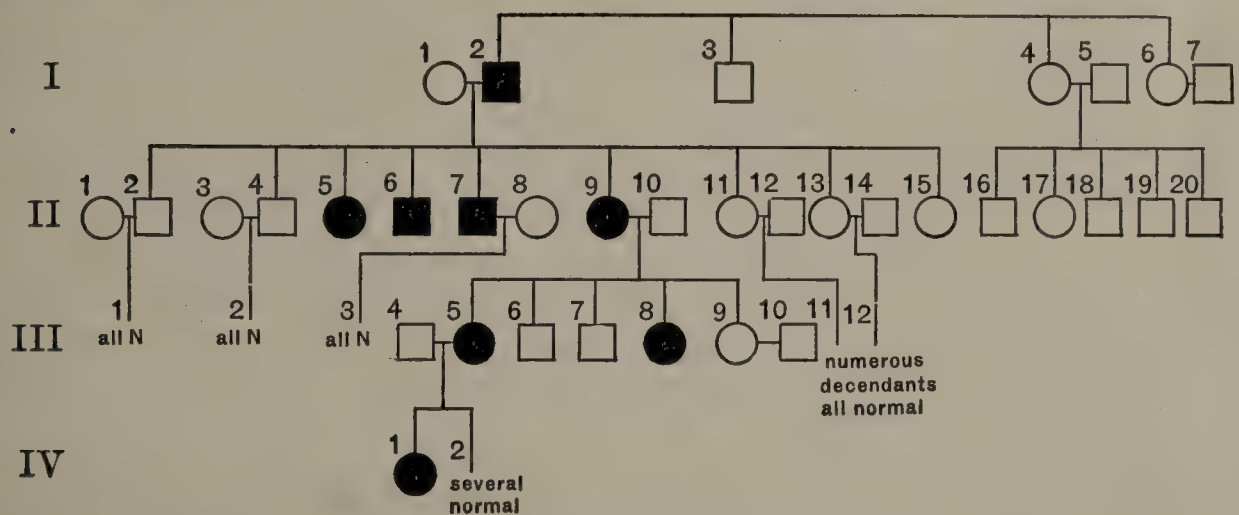 1 2 3 4 5 6 7
I
1 2 3 4 5 6 7 8 9 10 11 12 13 14 15 16 17 18 19 20
II
1 2 3 4 5 6 7 8 9 10 11 12
III all N all N all N
numerous
decendants
all normal
1 2
IV
several
normal